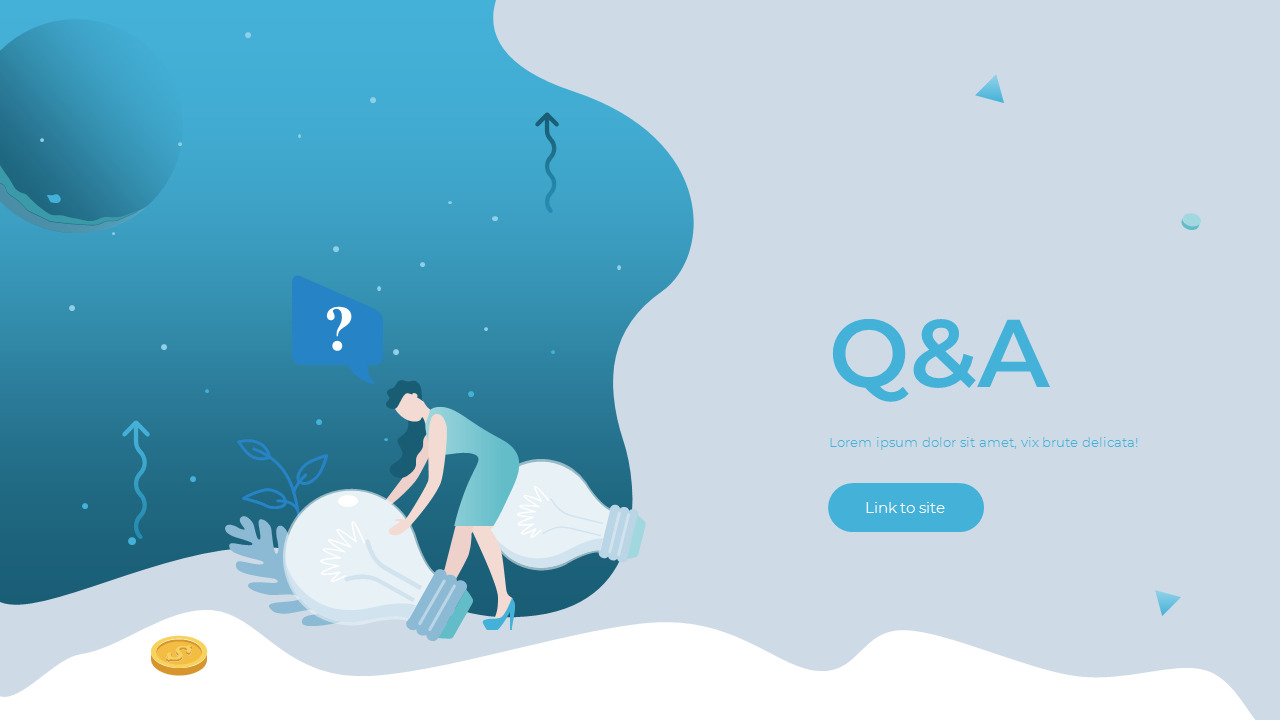 ?
Q&A
Lorem ipsum dolor sit amet, vix brute delicata!
Link to site